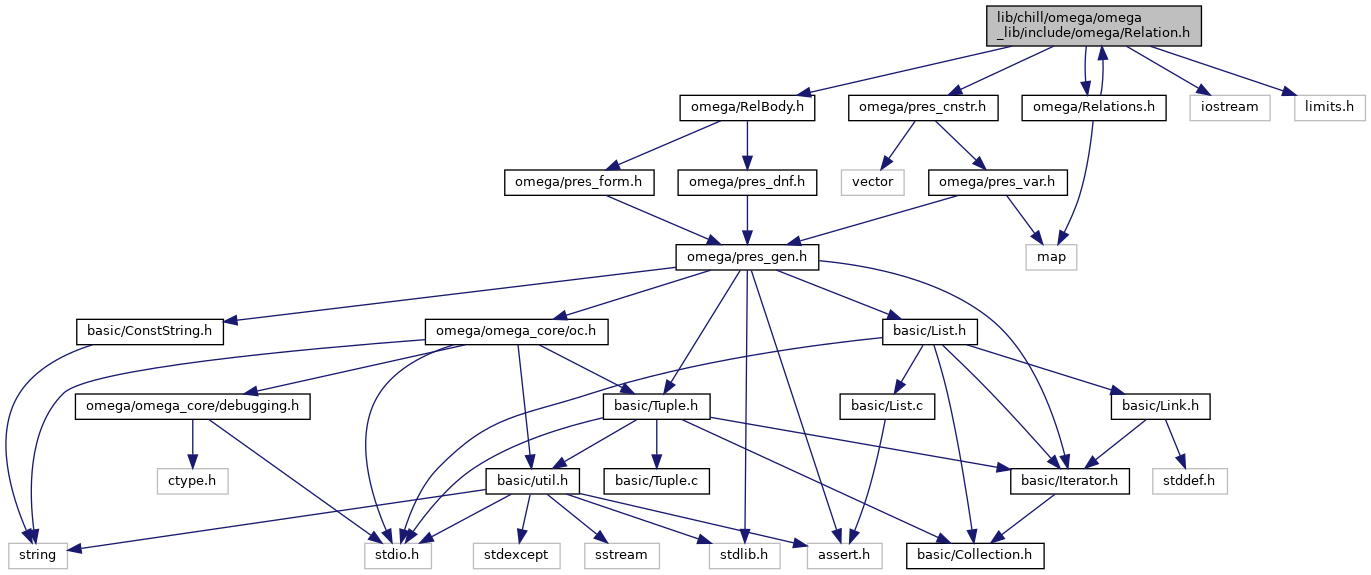 lib/chill/omega/omega
_lib/include/omega/Relation.h
omega/RelBody.h
omega/pres_cnstr.h
omega/Relations.h
iostream
limits.h
omega/pres_form.h
omega/pres_dnf.h
vector
omega/pres_var.h
omega/pres_gen.h
map
basic/ConstString.h
omega/omega_core/oc.h
basic/List.h
omega/omega_core/debugging.h
basic/Tuple.h
basic/List.c
basic/Link.h
ctype.h
basic/util.h
basic/Tuple.c
basic/Iterator.h
stddef.h
string
stdio.h
stdexcept
sstream
stdlib.h
assert.h
basic/Collection.h